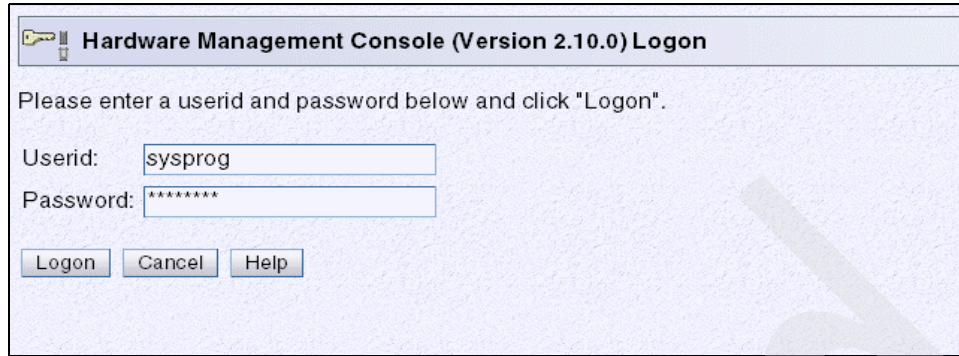 Hardware Management Console (Version 2.10.0) Logon
Please enter a userid and password below and click "Logon".
Userid: sysprog
Password: ********
Logon Cancel Help